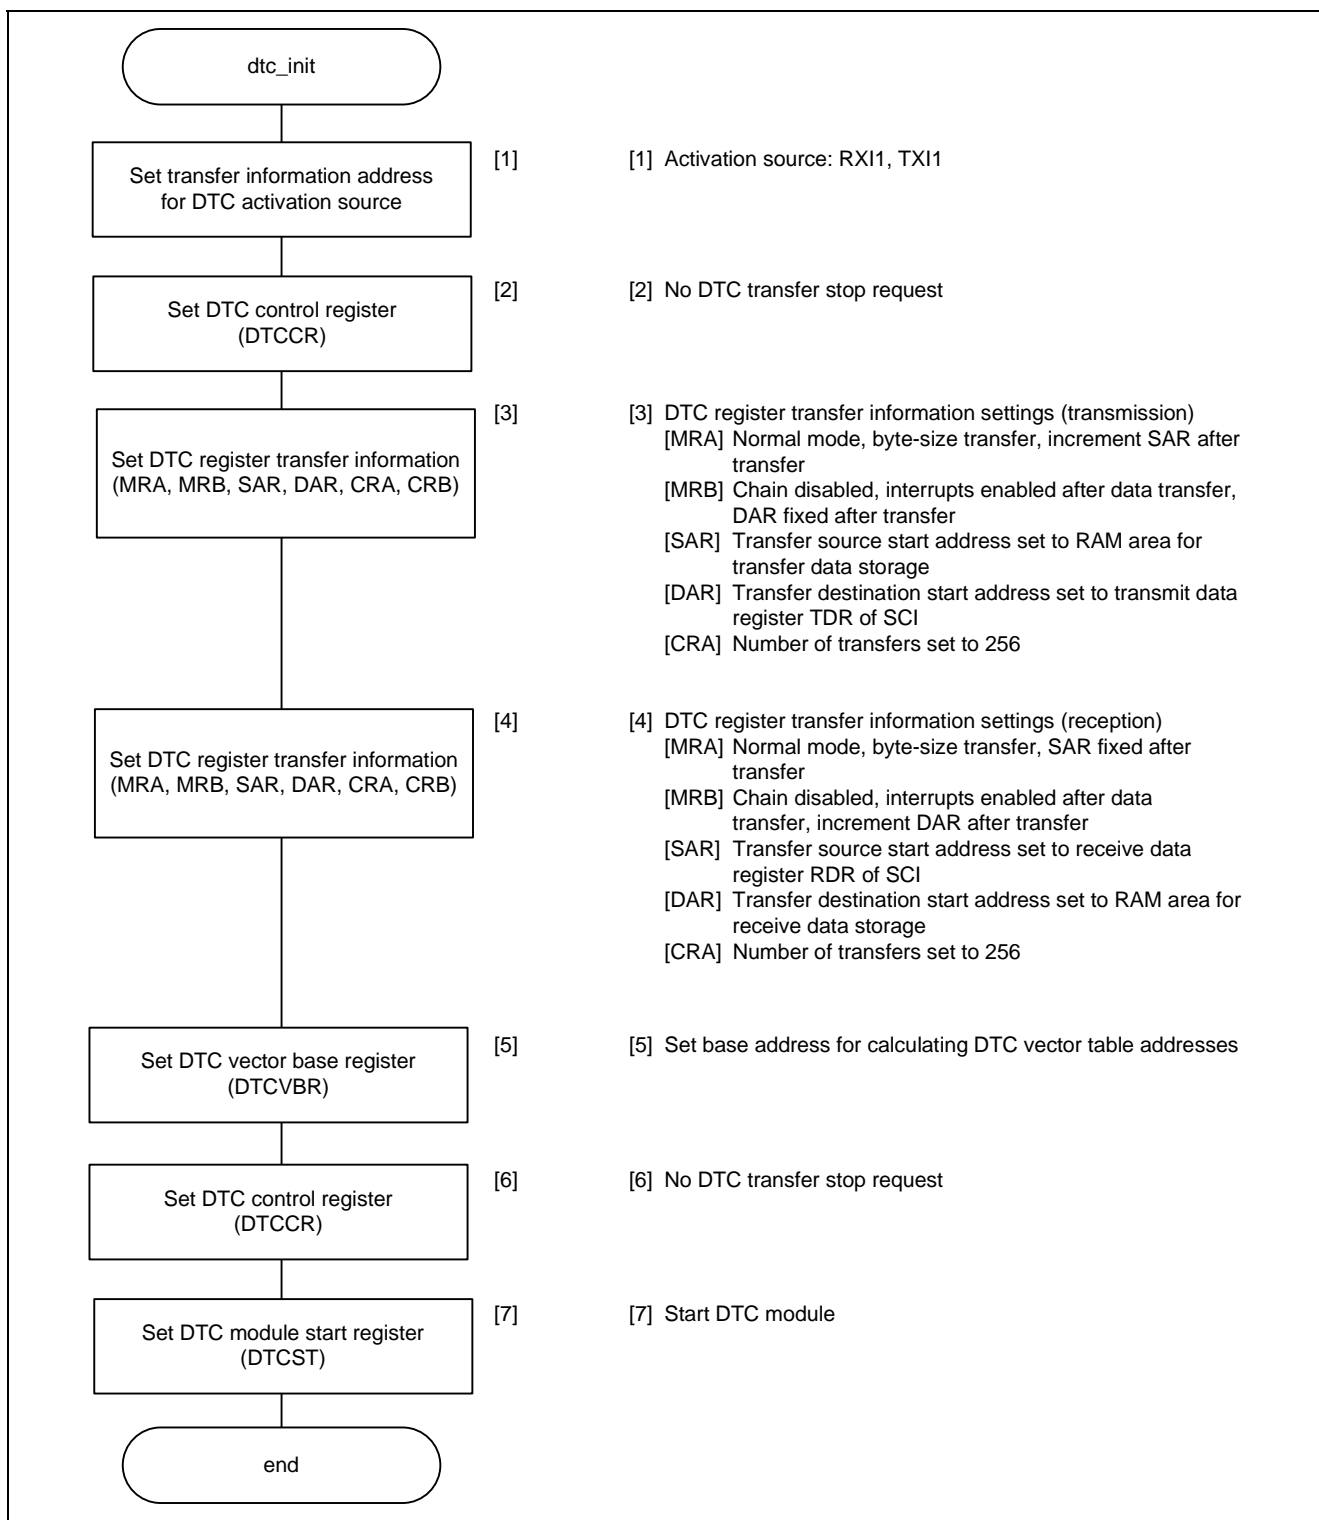 dtc_init
Set transfer information address
for DTC activation source
[1]
[1] Activation source: RXI1, TXI1
Set DTC control register
(DTCCR)
[2]
[2] No DTC transfer stop request
Set DTC register transfer information
(MRA, MRB, SAR, DAR, CRA, CRB)
[3]
[3] DTC register transfer information settings (transmission)
[MRA] Normal mode, byte-size transfer, increment SAR after
transfer
[MRB] Chain disabled, interrupts enabled after data transfer,
DAR fixed after transfer
[SAR] Transfer source start address set to RAM area for
transfer data storage
[DAR] Transfer destination start address set to transmit data
register TDR of SCI
[CRA] Number of transfers set to 256
Set DTC register transfer information
(MRA, MRB, SAR, DAR, CRA, CRB)
[4]
[4] DTC register transfer information settings (reception)
[MRA] Normal mode, byte-size transfer, SAR fixed after
transfer
[MRB] Chain disabled, interrupts enabled after data
transfer, increment DAR after transfer
[SAR] Transfer source start address set to receive data
register RDR of SCI
[DAR] Transfer destination start address set to RAM area for
receive data storage
[CRA] Number of transfers set to 256
Set DTC vector base register
(DTCVBR)
[5]
[5] Set base address for calculating DTC vector table addresses
Set DTC control register
(DTCCR)
[6]
[6] No DTC transfer stop request
Set DTC module start register
(DTCST)
[7]
[7] Start DTC module
end